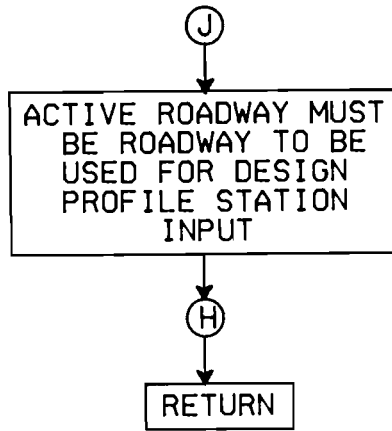 J
ACTIVE ROADWAY MUST
BE ROADWAY TO BE
USED FOR DESIGN
PROFILE STATION
INPUT
H
RETURN